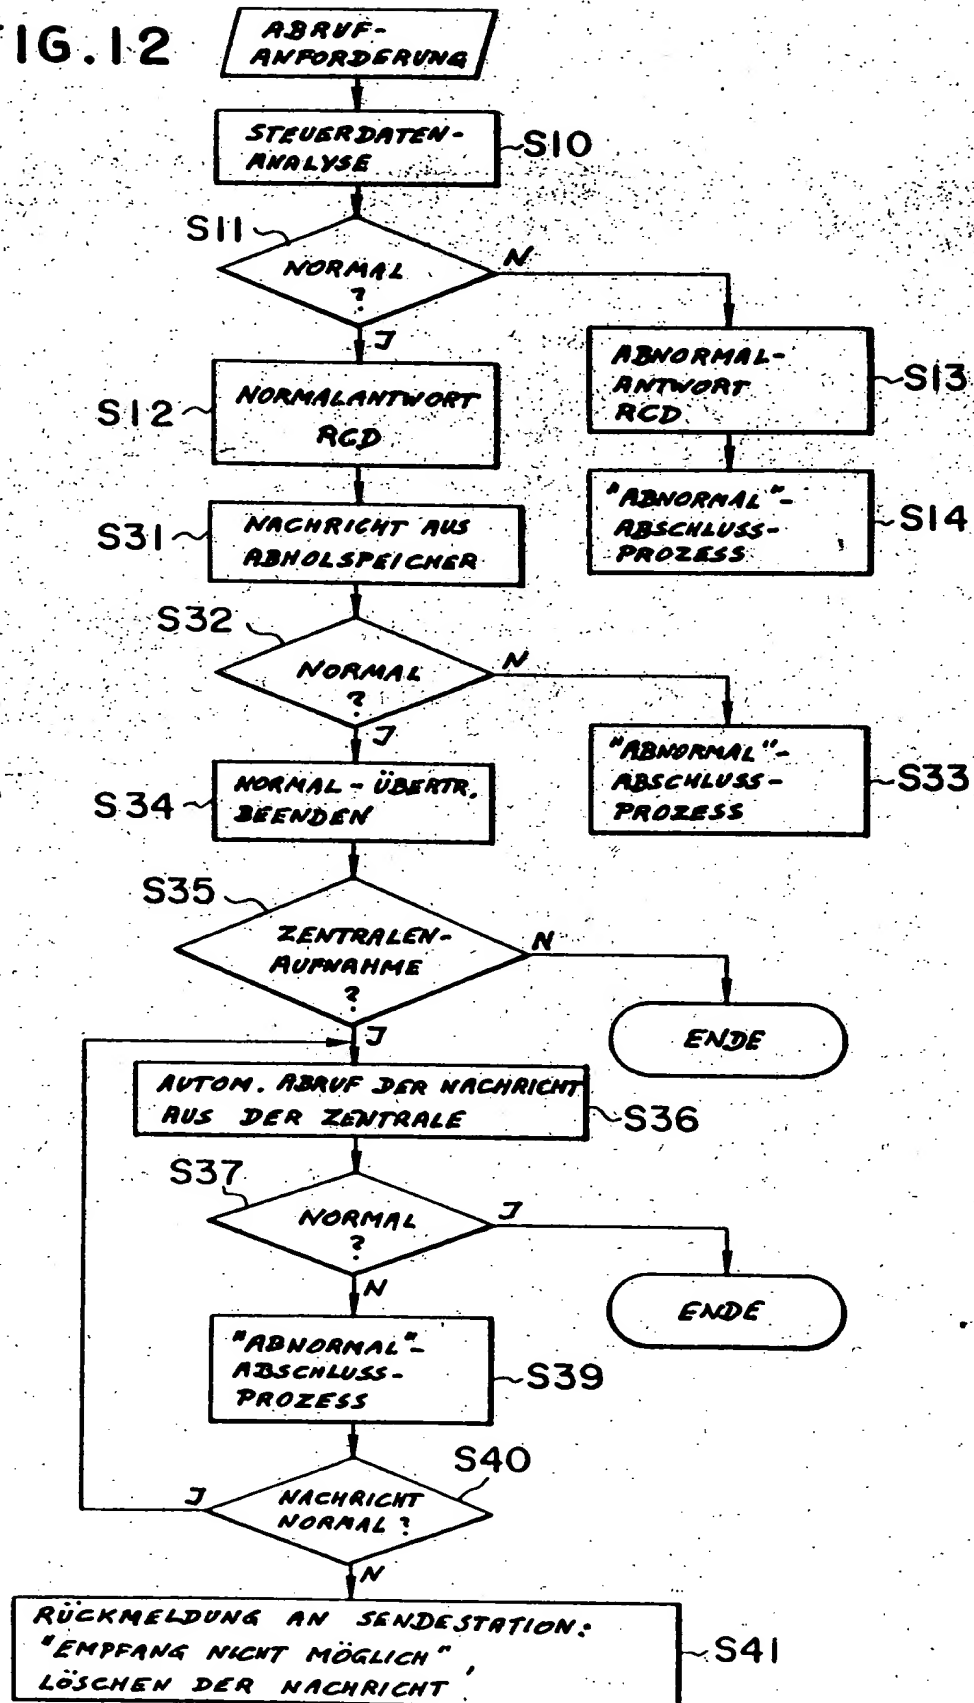 FIG.12
ABRUF-
ANFORDERUNG
STEUERDATEN-
ANALYSE
S10
S11
NORMAL
?
N
J
S12
NORMALANTWORT
RCD
ABNORMAL-
ANTWORT
RCD
S13
S31
NACHRICHT AUS
ABHOLSPEICHER
"ABNORMAL"-
ABSCHLUSS-
PROZESS
S14
S32
NORMAL
?
N
J
S34
NORMAL-ÜBERTR.
BEENDEN
"ABNORMAL"-
ABSCHLUSS-
PROZESS
S33
S35
ZENTRALEN-
AUFNAHME
?
N
J
ENDE
AUTOM. ABRUF DER NACHRICHT
AUS DER ZENTRALE
S36
S37
NORMAL
?
J
N
ENDE
"ABNORMAL"-
ABSCHLUSS-
PROZESS
S39
S40
NACHRICHT
NORMAL ?
J
N
RÜCKMELDUNG AN SENDESTATION:
"EMPFANG NICHT MÖGLICH",
LÖSCHEN DER NACHRICHT
S41